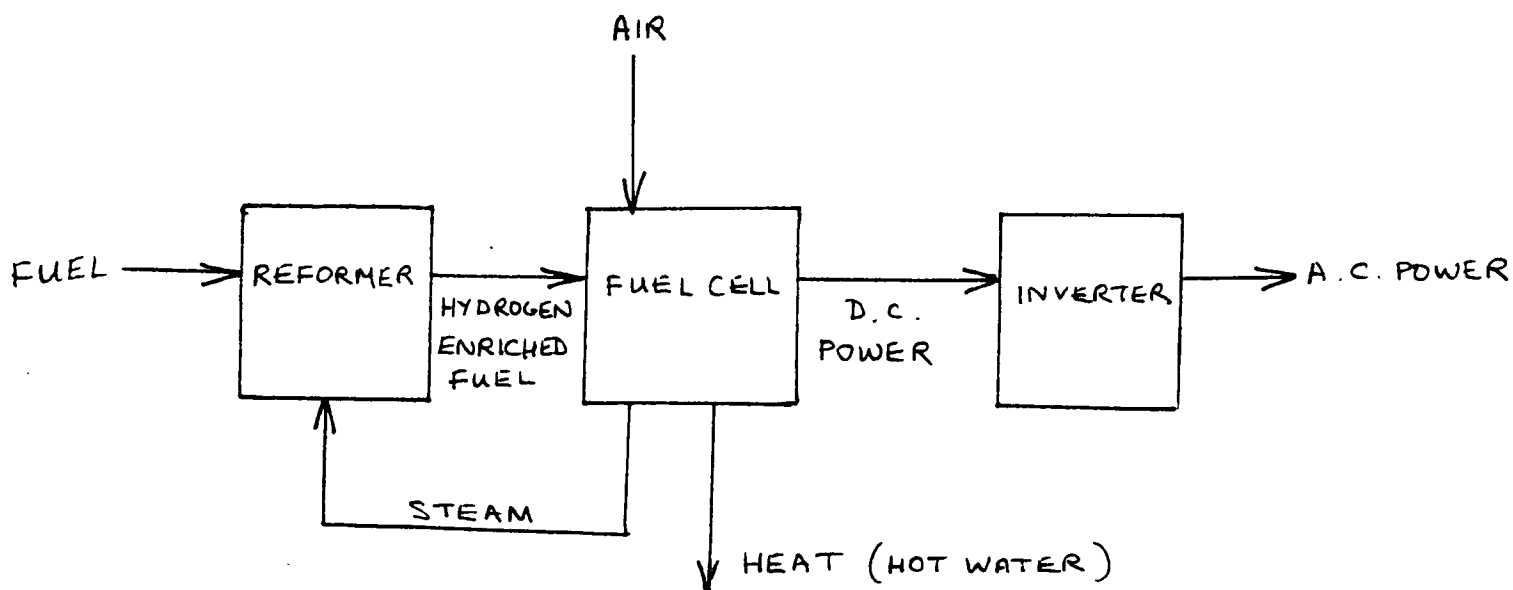 AIR
FUEL
REFORMER
HYDROGEN
ENRICHED
FUEL
FUEL CELL
D.C.
POWER
INVERTER
A.C. POWER
STEAM
HEAT (HOT WATER)